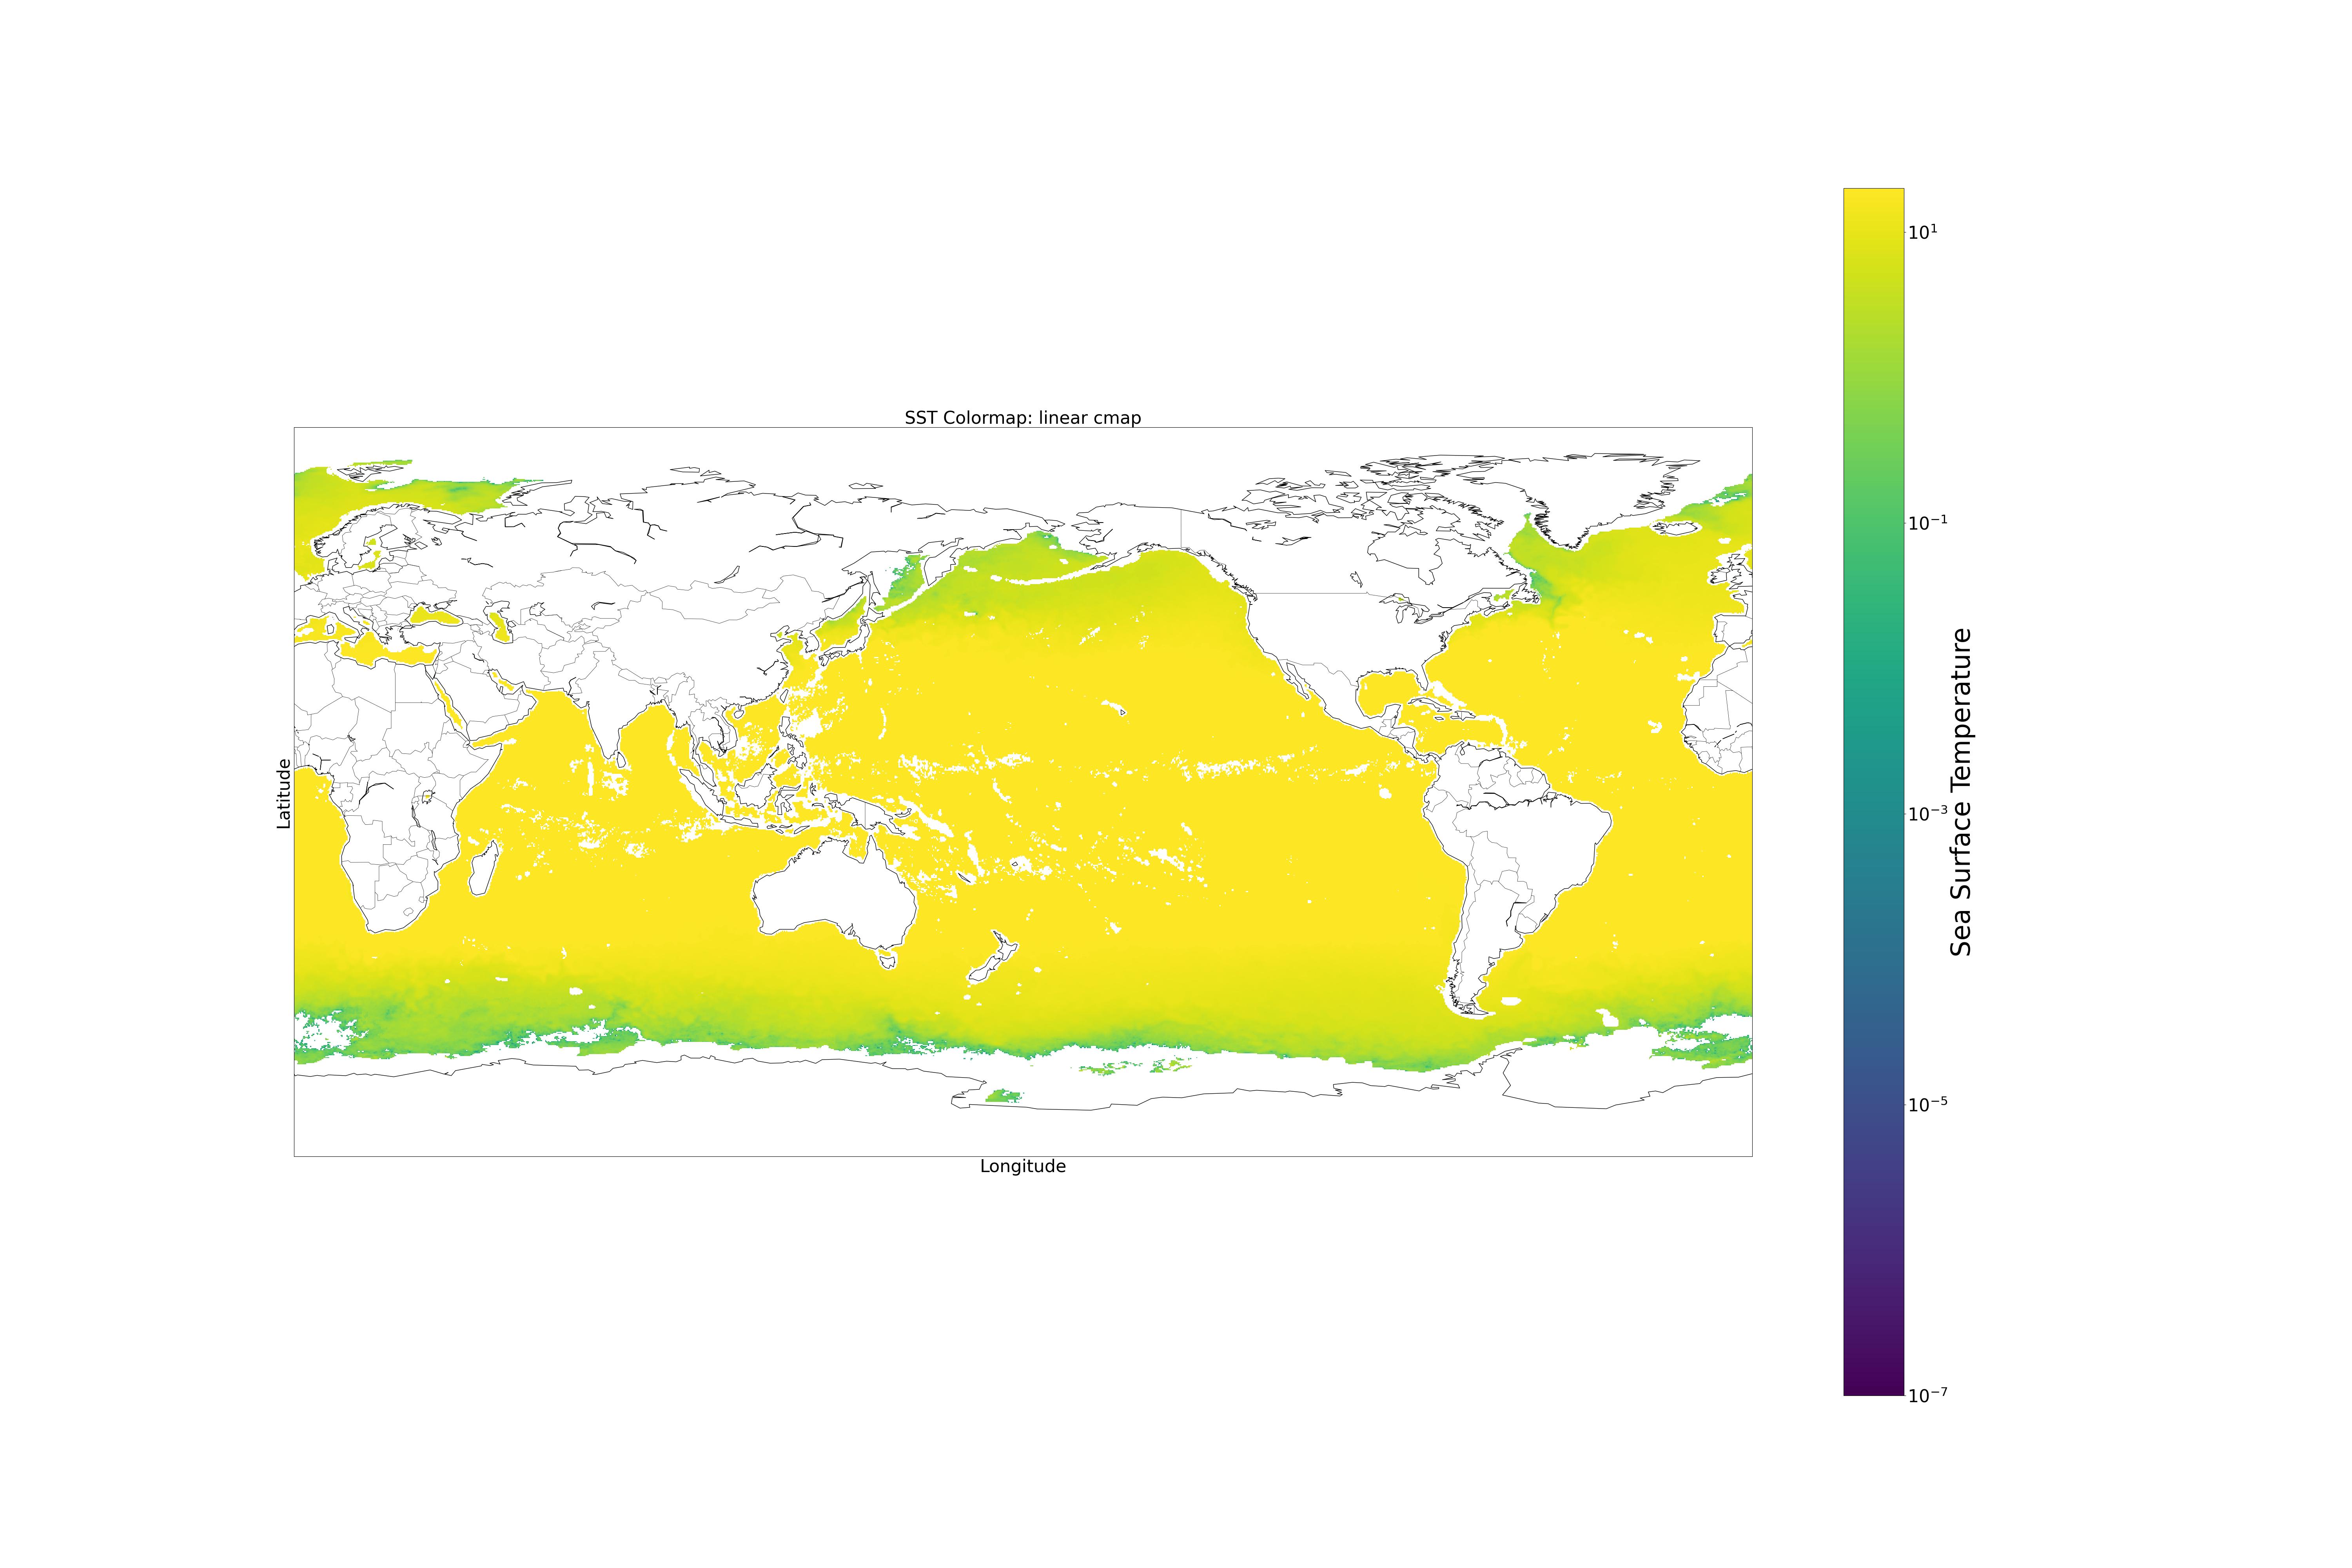 SST Colormap: linear cmap
Latitude
Longitude
10¹
10⁻¹
10⁻³
10⁻⁵
10⁻⁷
Sea Surface Temperature